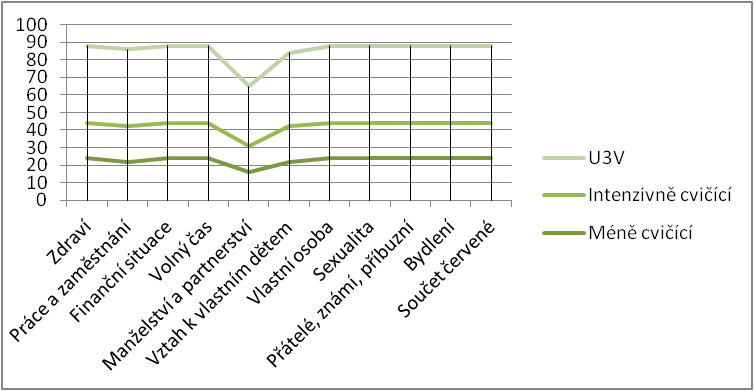 100
90
80
70
60
50
40
30
20
10
0
Zdraví
Práce a zaměstnání
Finanční situace
Volný čas
Manželství a partnerství
Vztah k vlastním dětem
Vlastní osoba
Sexualita
Přátelé, známí, příbuzní
Bydlení
Součet červené
U3V
Intenzivně cvičící
Méně cvičící